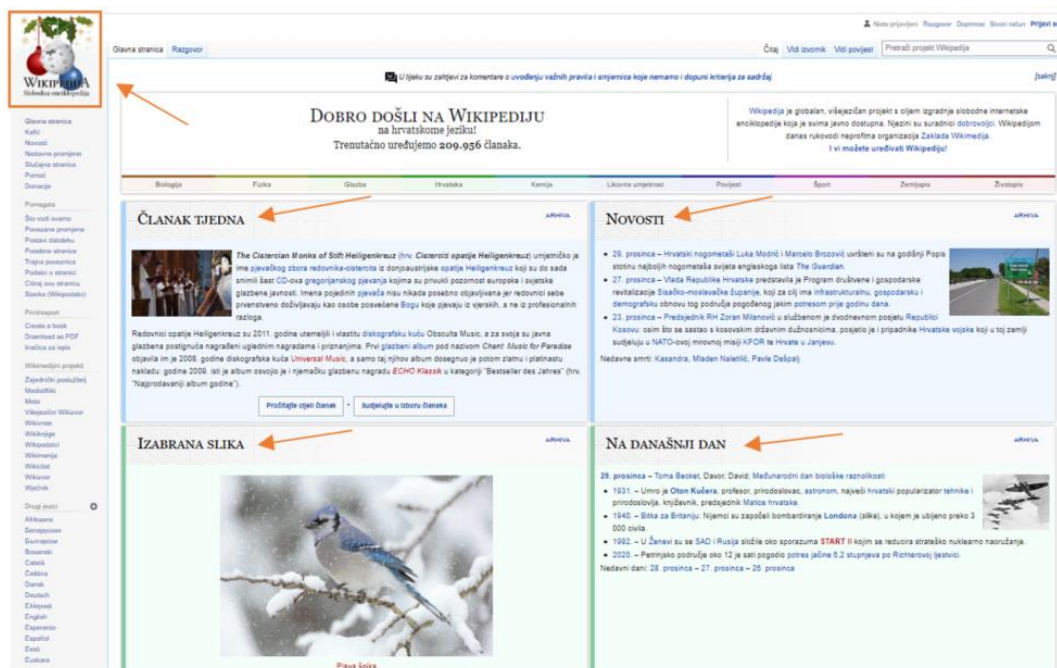 Niste prijavljeni Razgovor Doprinosi Stvori račun Prijavi se
Glavna stranica Razgovor
Čitaj Vidi izvornik Vidi povijest Pretraži projekt Wikipedija
WIKIPEDIJA
Slobodna enciklopedija
U tijeku su zahtjevi za komentare o uvođenju važnih pravila i smjernica koje nemamo i dopuni kriterija za sadržaj. [sakrij]
DOBRO DOŠLI NA WIKIPEDIJU
na hrvatskome jeziku!
Trenutačno uređujemo 209.956 članaka.
Wikipedija je globalan, višejezičan projekt s ciljem izgradnje slobodne internetske
enciklopedije koja je svima javno dostupna. Njezini su suradnici dobrovoljci. Wikipedijom
danas rukovodi neprofitna organizacija Zaklada Wikimedija.
I vi možete uređivati Wikipediju!
Biologija Fizika Glazba Hrvatska Kemija Likovna umjetnost Povijest Šport Zemljopis Životopis
Glavna stranica
Kafić
Novosti
Nedavne promjene
Slučajna stranica
Pomoć
Donacije
Pomagala
Što vodi ovamo
Povezane promjene
Postavi datoteku
Posebne stranice
Trajna poveznica
Podatci o stranici
Citiraj ovu stranicu
Stavka (Wikipodatci)
Print/export
Create a book
Download as PDF
Inačica za ispis
Wikimedijini projekti
Zajednički poslužitelj
MediaWiki
Meta
Višejezični Wikizvor
Wikivrste
Wikiknjige
Wikipodatci
Wikimanija
Wikicitat
Wikizvor
Wječnik
Drugi jezici
Afrikaans
Беларуская
Български
Bosanski
Català
Čeština
Dansk
Deutsch
Ελληνικά
English
Esperanto
Español
Eesti
Euskara
ČLANAK TJEDNA ARHIVA
The Cistercian Monks of Stift Heiligenkreuz (hrv. Cisterciti opatije Heiligenkreuz) umjetničko je
ime pjevačkog zbora redovnika-cistercita iz donjoaustrijske opatije Heiligenkreuz koji su do sada
snimili šest CD-ova gregorijanskog pjevanja kojima su privukli pozornost europske i svjetske
glazbene javnosti. Imena pojedinih pjevača nisu nikada posebno objavljivana jer redovnici sebe
prvenstveno doživljavaju kao osobe posvećene Bogu koje pjevaju iz vjerskih, a ne iz profesionalnih
razloga.
Redovnici opatije Heiligenkreuz su 2011. godine utemeljili i vlastitu diskografsku kuću Obsculta Music, a za svoja su javna
glazbena postignuća nagrađeni uglednim nagradama i priznanjima. Prvi glazbeni album pod nazivom Chant: Music for Paradise
objavila im je 2008. godine diskografska kuća Universal Music, a samo taj njihov album dosegnuo je potom zlatnu i platinastu
nakladu: godine 2009. isti je album osvojio je i njemačku glazbenu nagradu ECHO Klassik u kategoriji "Bestseller des Jahres" (hrv.
"Najprodavaniji album godine").
Pročitajte cijeli članak • Sudjelujte u izboru članaka
NOVOSTI ARHIVA
29. prosinca – Hrvatski nogometaši Luka Modrić i Marcelo Brozović uvršteni su na godišnji Popis
stotinu najboljih nogometaša svijeta engleskoga lista The Guardian.
27. prosinca – Vlada Republike Hrvatske predstavila je Program društvene i gospodarske
revitalizacije Sisačko-moslavačke županije, koji za cilj ima infrastrukturalnu, gospodarsku i
demografsku obnovu tog područja pogođenog jakim potresom prije godinu dana.
23. prosinca – Predsjednik RH Zoran Milanović u službenom je dvodnevnom posjetu Republici
Kosovu: osim što se sastao s kosovskim državnim dužnosnicima, posjetio je i pripadnike Hrvatske vojske koji u toj zemlji
sudjeluju u NATO-ovoj mirovnoj misiji KFOR te Hrvate u Janjevu.
Nedavne smrti: Kasandra, Mladen Naletilić, Pavle Dešpalj
IZABRANA SLIKA ARHIVA
Plava šojka
NA DANAŠNJI DAN ARHIVA
29. prosinca – Toma Becket, Davor, David; Međunarodni dan biološke raznolikosti
1931. – Umro je Oton Kučera, profesor, prirodoslovac, astronom, najveći hrvatski popularizator tehnike i
prirodoslovlja, književnik, predsjednik Matice hrvatske.
1940. – Bitka za Britaniju: Nijemci su započeli bombardiranje Londona (slika), u kojem je ubijeno preko 3
000 civila.
1992. – U Ženevi su se SAD i Rusija složile oko sporazuma START II kojim se reducira strateško nuklearno naoružanje.
2020. – Petrinjsko područje oko 12 je sati pogodio potres jačine 6,2 stupnjeva po Richterovoj ljestvici.
Nedavni dani: 28. prosinca – 27. prosinca – 26. prosinca